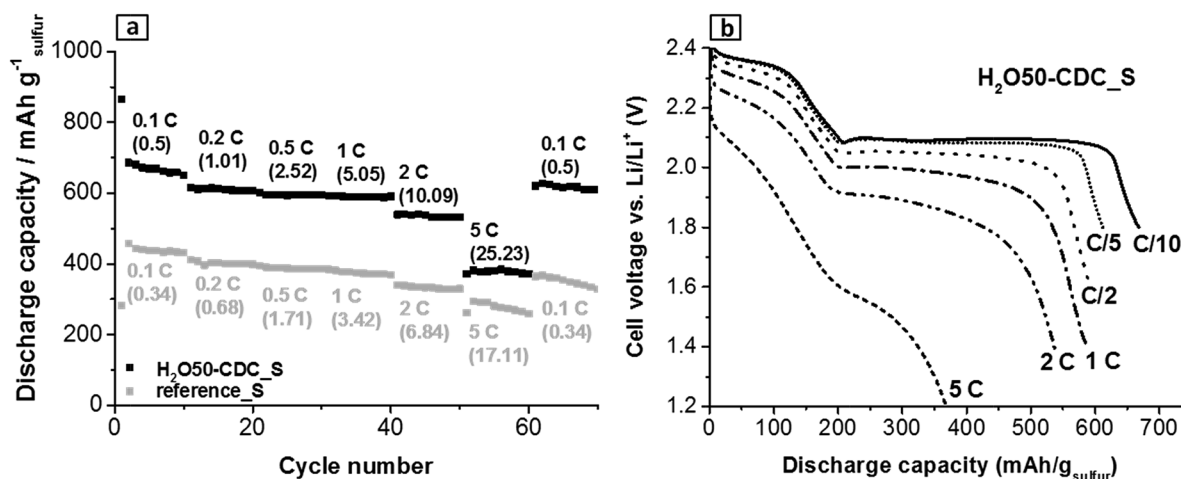 a
Discharge capacity / mAh g⁻¹ sulfur
1000
800
600
400
200
0
0.1 C
(0.5)
0.2 C
(1.01)
0.5 C
(2.52)
1 C
(5.05)
2 C
(10.09)
5 C
(25.23)
0.1 C
(0.5)
0.1 C
(0.34)
0.2 C
(0.68)
0.5 C
(1.71)
1 C
(3.42)
2 C
(6.84)
5 C
(17.11)
0.1 C
(0.34)
H₂O50-CDC_S
reference_S
0 20 40 60
Cycle number
b
Cell voltage vs. Li/Li⁺ (V)
2.4
2.2
2.0
1.8
1.6
1.4
1.2
H₂O50-CDC_S
C/5
C/10
C/2
2 C
1 C
5 C
0 100 200 300 400 500 600 700
Discharge capacity (mAh/gsulfur)